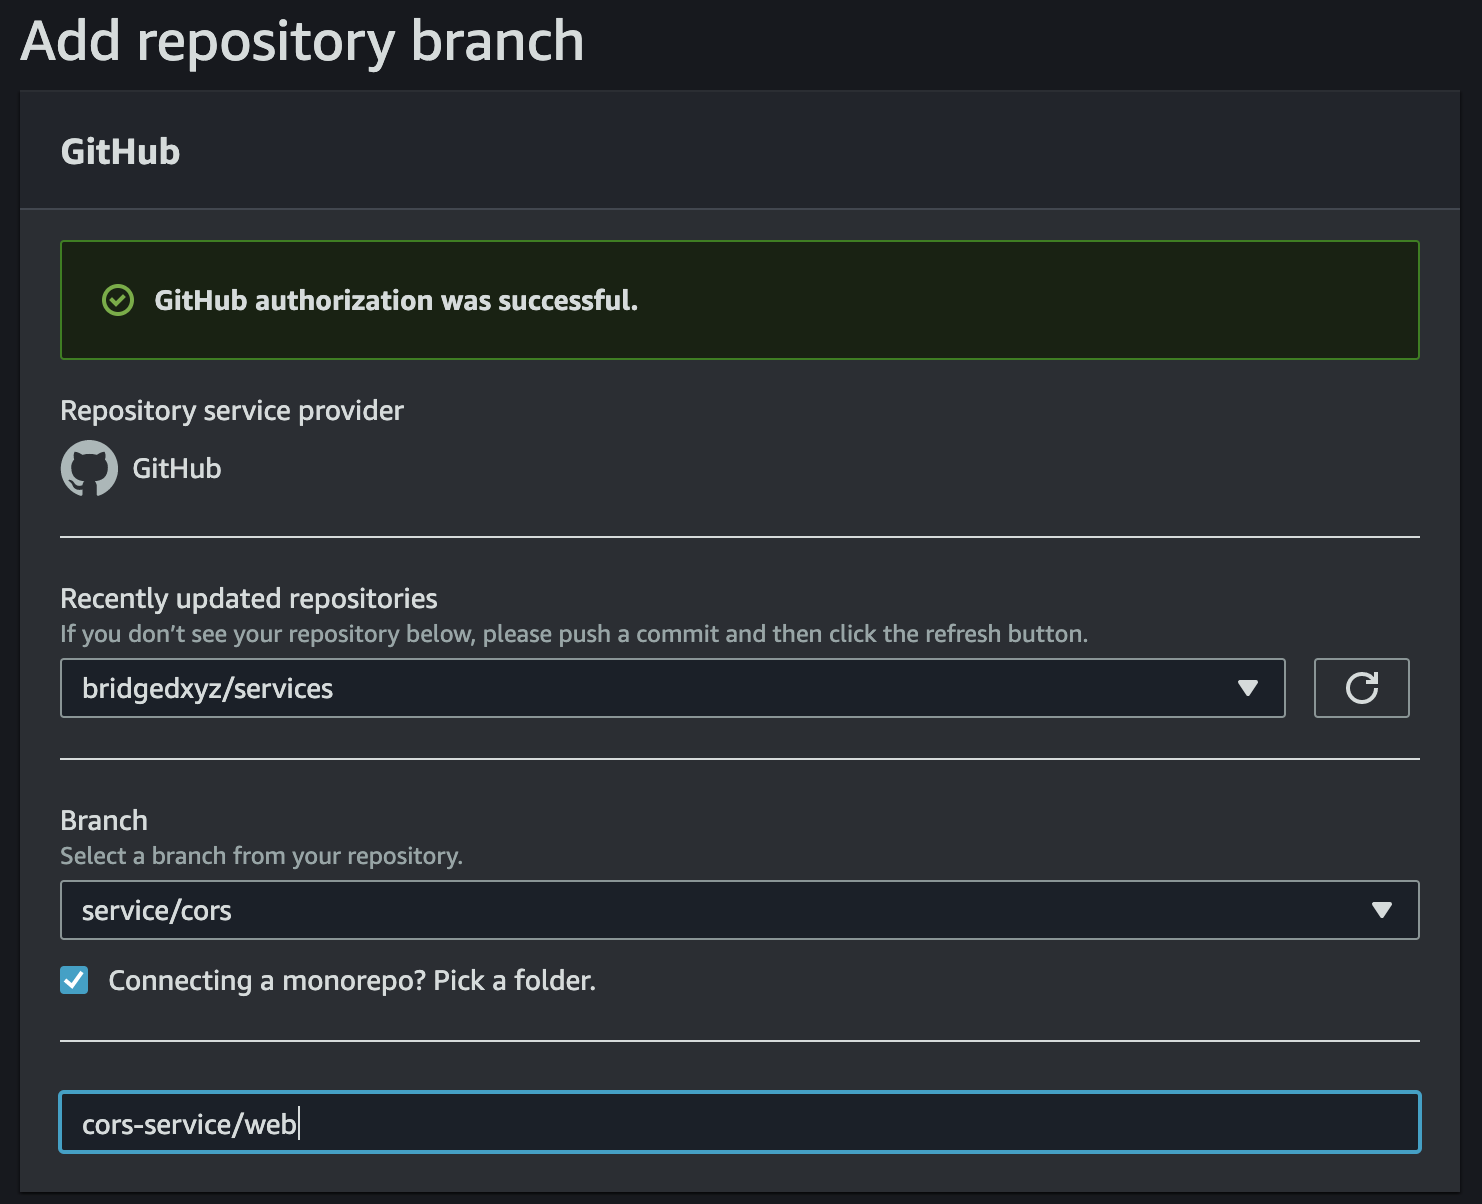 Add repository branch
GitHub
GitHub authorization was successful.
Repository service provider
GitHub
Recently updated repositories
If you don’t see your repository below, please push a commit and then click the refresh button.
bridgedxyz/services
Branch
Select a branch from your repository.
service/cors
Connecting a monorepo? Pick a folder.
cors-service/web